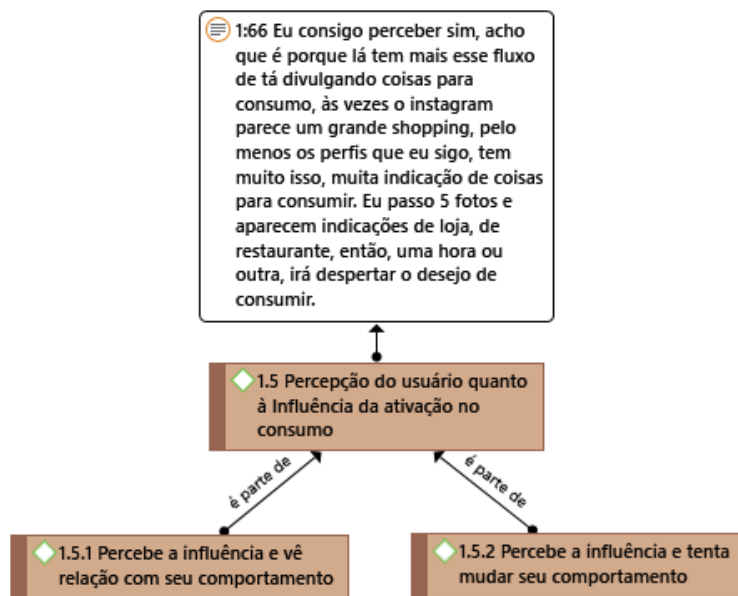 1:66 Eu consigo perceber sim, acho
que é porque lá tem mais esse fluxo
de tá divulgando coisas para
consumo, às vezes o instagram
parece um grande shopping, pelo
menos os perfis que eu sigo, tem
muito isso, muita indicação de coisas
para consumir. Eu passo 5 fotos e
aparecem indicações de loja, de
restaurante, então, uma hora ou
outra, irá despertar o desejo de
consumir.
1.5 Percepção do usuário quanto
à Influência da ativação no
consumo
é parte de
é parte de
1.5.1 Percebe a influência e vê
relação com seu comportamento
1.5.2 Percebe a influência e tenta
mudar seu comportamento